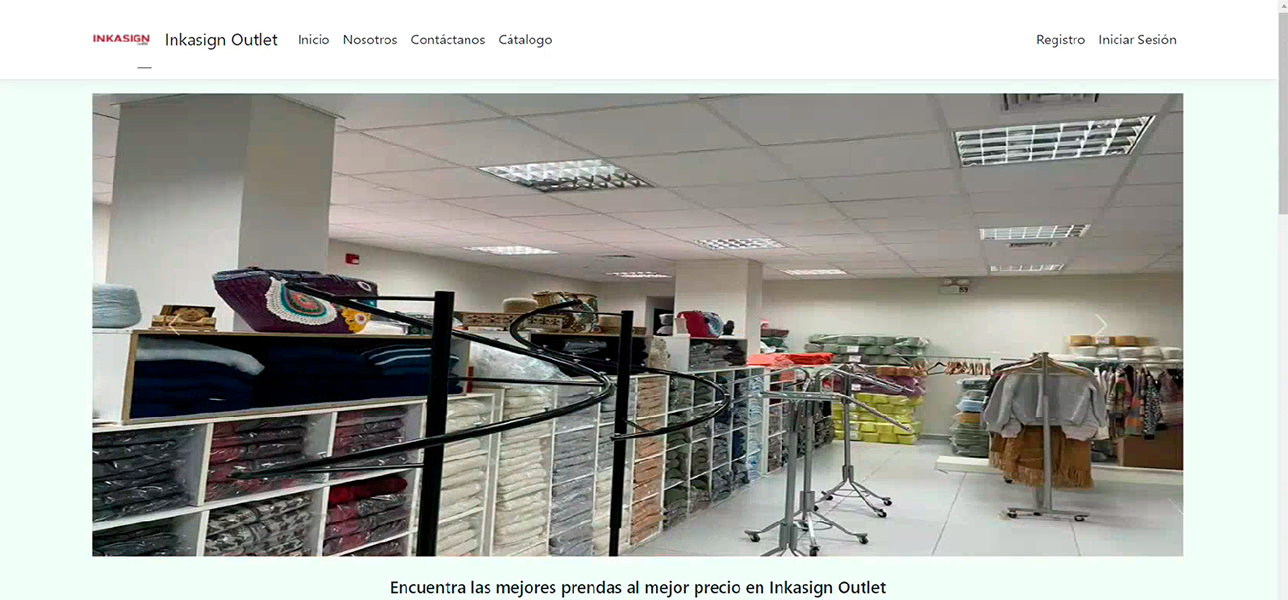 INKASIGN
Inkasign Outlet
Inicio
Nosotros
Contáctanos
Cátalogo
Registro
Iniciar Sesión
Encuentra las mejores prendas al mejor precio en Inkasign Outlet